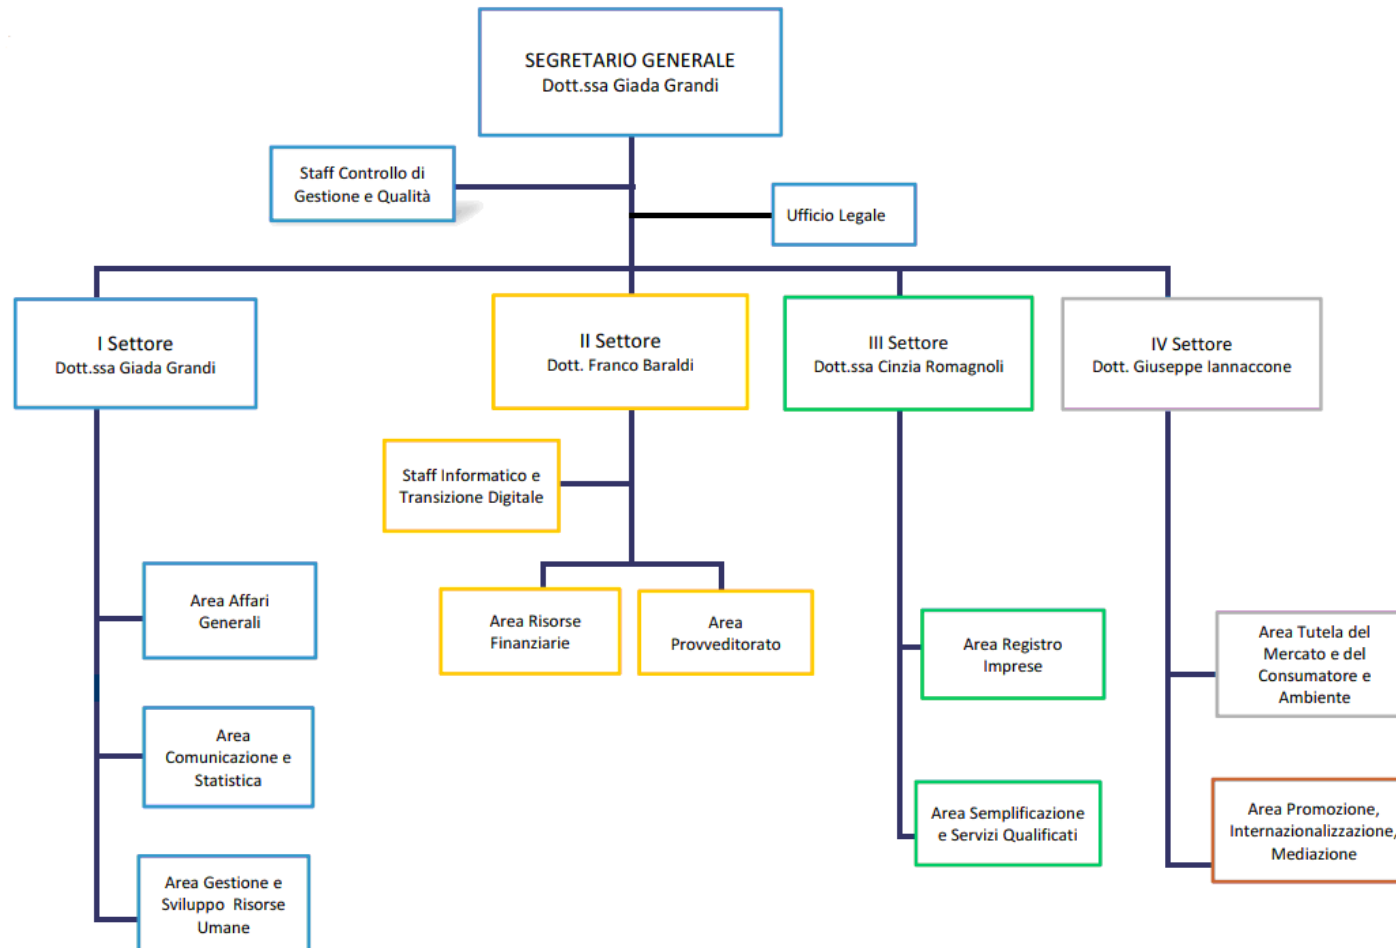 SEGRETARIO GENERALE
Dott.ssa Giada Grandi
Staff Controllo di
Gestione e Qualità
Ufficio Legale
I Settore
Dott.ssa Giada Grandi
II Settore
Dott. Franco Baraldi
III Settore
Dott.ssa Cinzia Romagnoli
IV Settore
Dott. Giuseppe Iannaccone
Staff Informatico e
Transizione Digitale
Area Affari
Generali
Area
Comunicazione e
Statistica
Area Gestione e
Sviluppo Risorse
Umane
Area Risorse
Finanziarie
Area
Provveditorato
Area Registro
Imprese
Area Semplificazione
e Servizi Qualificati
Area Tutela del
Mercato e del
Consumatore e
Ambiente
Area Promozione,
Internazionalizzazione,
Mediazione